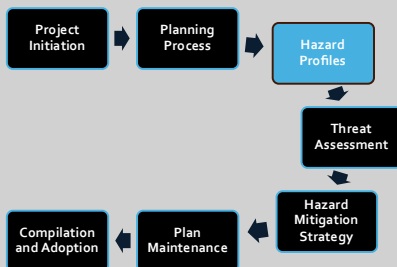 Project
Initiation
Planning
Process
Hazard
Profiles
Threat
Assessment
Hazard
Mitigation
Strategy
Plan
Maintenance
Compilation
and Adoption